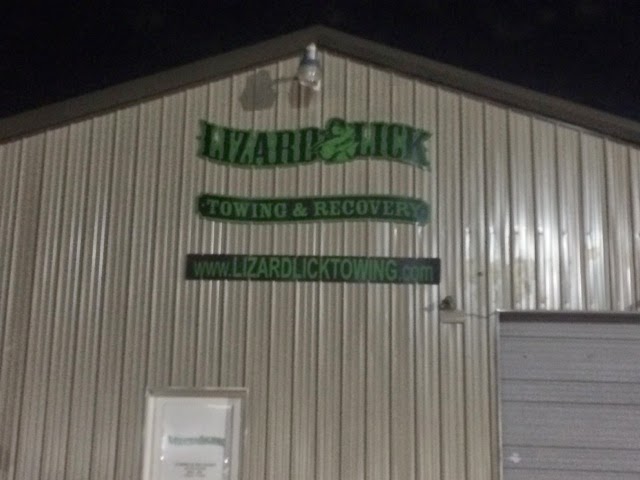 LIZARD LICK
TOWING & RECOVERY
www.LIZARDLICKTOWING.com